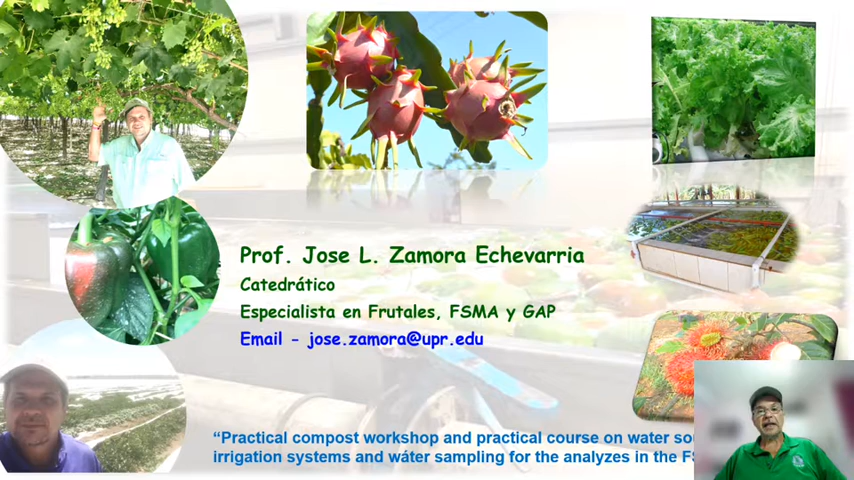 Prof. Jose L. Zamora Echevarria
Catedrático
Especialista en Frutales, FSMA y GAP
Email - jose.zamora@upr.edu
“Practical compost workshop and practical course on water
irrigation systems and wáter sampling for the analyzes in the